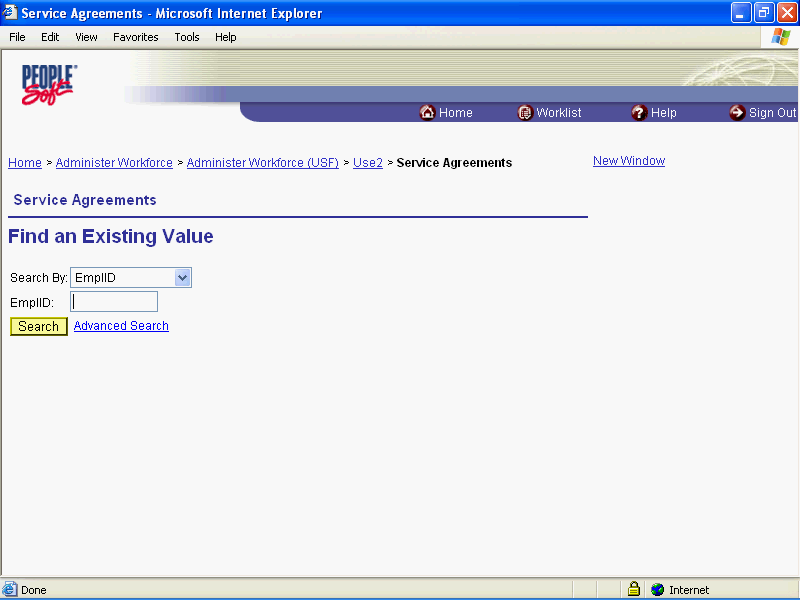 Service Agreements - Microsoft Internet Explorer
File Edit View Favorites Tools Help
PEOPLE
Soft
Home Worklist Help Sign Out
Home > Administer Workforce > Administer Workforce (USF) > Use2 > Service Agreements New Window
Service Agreements
Find an Existing Value
Search By: EmplID
EmplID:
Search Advanced Search
Done Internet